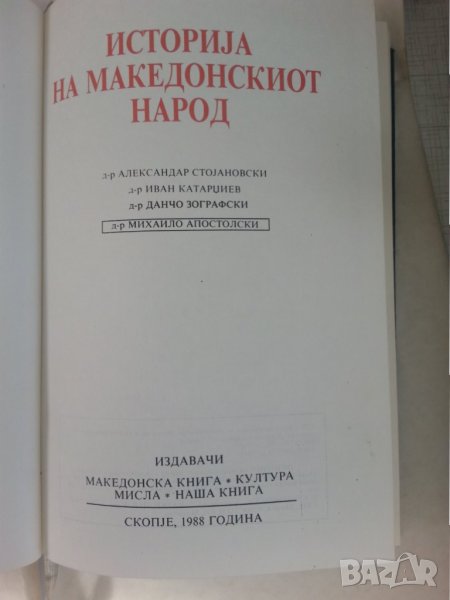 ИСТОРИЈА
НА МАКЕДОНСКИОТ
НАРОД
д-р АЛЕКСАНДАР СТОЈАНОВСКИ
д-р ИВАН КАТАРЏИЕВ
д-р ДАНЧО ЗОГРАФСКИ
д-р МИХАИЛО АПОСТОЛСКИ
ИЗДАВАЧИ
МАКЕДОНСКА КНИГА * КУЛТУРА
МИСЛА * НАША КНИГА
СКОПЈЕ, 1988 ГОДИНА
BAZAR